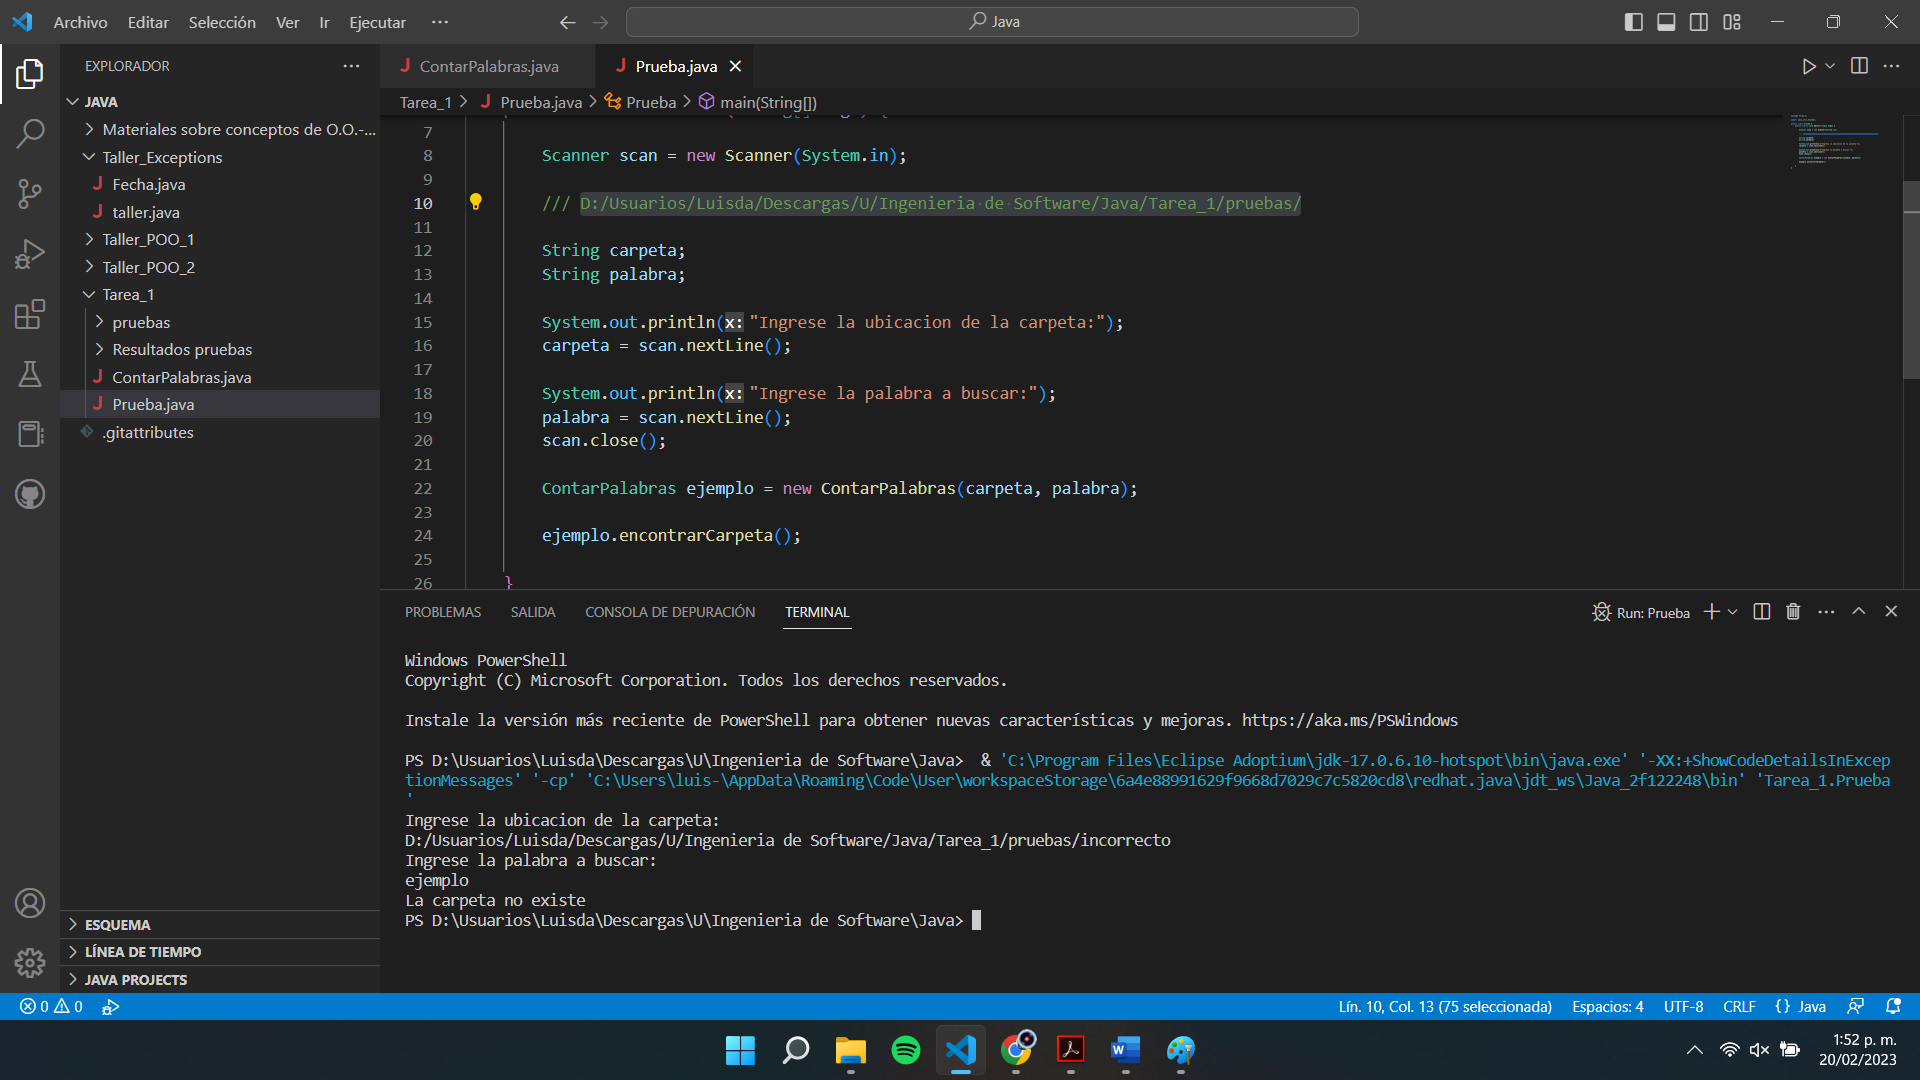 Archivo Editar Selección Ver Ir Ejecutar ···
Java
EXPLORADOR ···
JAVA
Materiales sobre conceptos de O.O.-...
Taller_Exceptions
J Fecha.java
J taller.java
Taller_POO_1
Taller_POO_2
Tarea_1
pruebas
Resultados pruebas
J ContarPalabras.java
J Prueba.java
.gitattributes
ESQUEMA
LÍNEA DE TIEMPO
JAVA PROJECTS
J ContarPalabras.java J Prueba.java
Tarea_1 > J Prueba.java > Prueba > main(String[])
7
8 Scanner scan = new Scanner(System.in);
9
10 /// D:/Usuarios/Luisda/Descargas/U/Ingenieria de Software/Java/Tarea_1/pruebas/
11
12 String carpeta;
13 String palabra;
14
15 System.out.println(x: "Ingrese la ubicacion de la carpeta:");
16 carpeta = scan.nextLine();
17
18 System.out.println(x: "Ingrese la palabra a buscar:");
19 palabra = scan.nextLine();
20 scan.close();
21
22 ContarPalabras ejemplo = new ContarPalabras(carpeta, palabra);
23
24 ejemplo.encontrarCarpeta();
25
26 }
PROBLEMAS SALIDA CONSOLA DE DEPURACIÓN TERMINAL
Run: Prueba
Windows PowerShell
Copyright (C) Microsoft Corporation. Todos los derechos reservados.
Instale la versión más reciente de PowerShell para obtener nuevas características y mejoras. https://aka.ms/PSWindows
PS D:\Usuarios\Luisda\Descargas\U\Ingenieria de Software\Java>  & 'C:\Program Files\Eclipse Adoptium\jdk-17.0.6.10-hotspot\bin\java.exe' '-XX:+ShowCodeDetailsInExcep
tionMessages' '-cp' 'C:\Users\luis-\AppData\Roaming\Code\User\workspaceStorage\6a4e88991629f9668d7029c7c5820cd8\redhat.java\jdt_ws\Java_2f122248\bin' 'Tarea_1.Prueba
'
Ingrese la ubicacion de la carpeta:
D:/Usuarios/Luisda/Descargas/U/Ingenieria de Software/Java/Tarea_1/pruebas/incorrecto
Ingrese la palabra a buscar:
ejemplo
La carpeta no existe
PS D:\Usuarios\Luisda\Descargas\U\Ingenieria de Software\Java>
0 0
Lín. 10, Col. 13 (75 seleccionada) Espacios: 4 UTF-8 CRLF {} Java
1:52 p. m.
20/02/2023